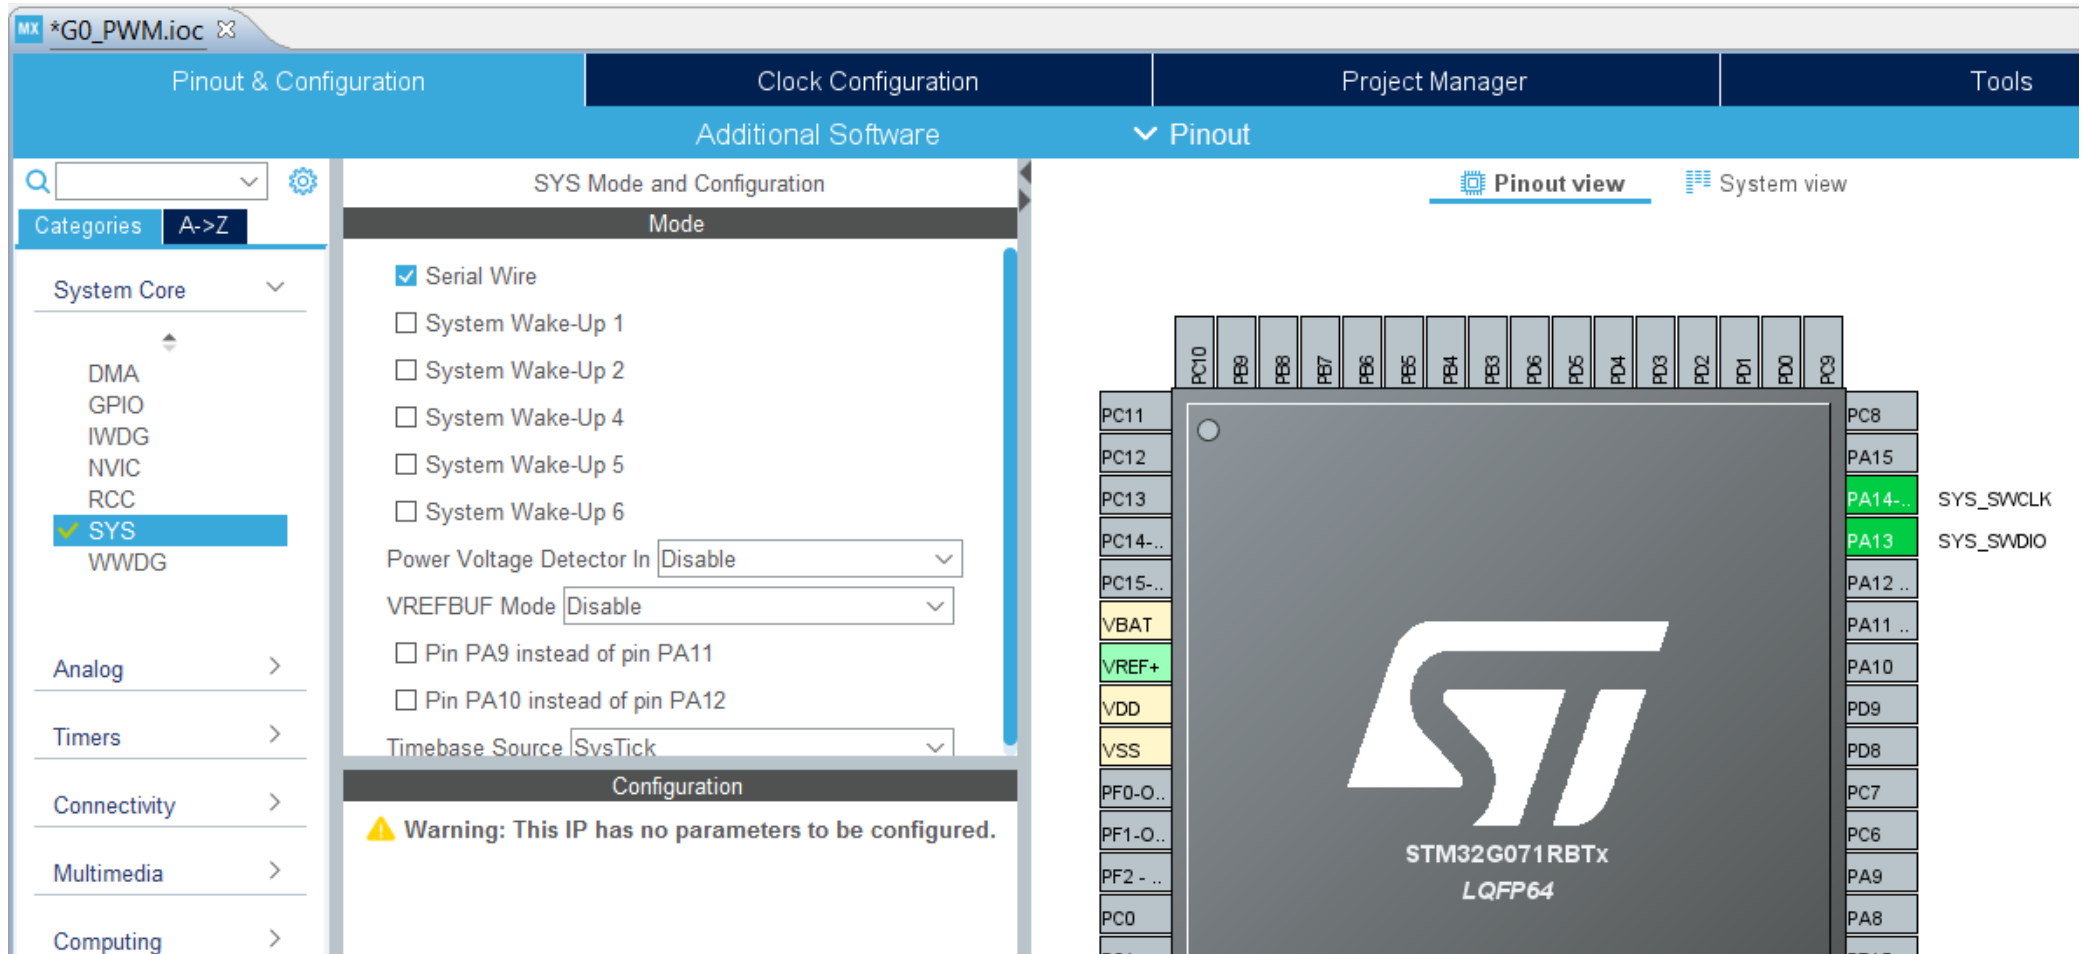 MX *G0_PWM.ioc
Pinout & Configuration
Clock Configuration
Project Manager
Tools
Additional Software
Pinout
Categories
A->Z
System Core
DMA
GPIO
IWDG
NVIC
RCC
SYS
WWDG
Analog
Timers
Connectivity
Multimedia
Computing
SYS Mode and Configuration
Mode
Serial Wire
System Wake-Up 1
System Wake-Up 2
System Wake-Up 4
System Wake-Up 5
System Wake-Up 6
Power Voltage Detector In Disable
VREFBUF Mode Disable
Pin PA9 instead of pin PA11
Pin PA10 instead of pin PA12
Timebase Source SysTick
Configuration
Warning: This IP has no parameters to be configured.
Pinout view
System view
PC10
PB9
PB8
PB7
PB6
PB5
PB4
PB3
PD6
PD5
PD4
PD3
PD2
PD1
PD0
PC9
PC11
PC12
PC13
PC14-..
PC15-..
VBAT
VREF+
VDD
VSS
PF0-O..
PF1-O..
PF2 - ..
PC0
ST
STM32G071RBTx
LQFP64
PC8
PA15
PA14-..
SYS_SWCLK
PA13
SYS_SWDIO
PA12 ..
PA11 ..
PA10
PD9
PD8
PC7
PC6
PA9
PA8